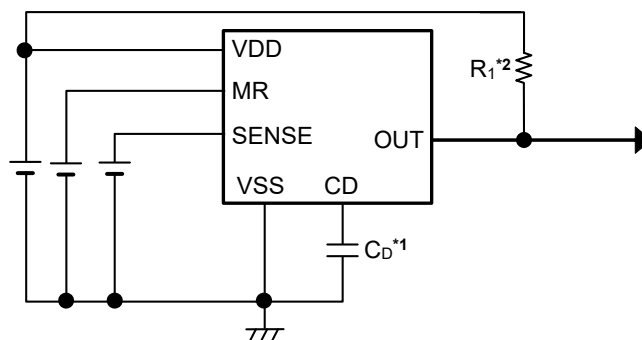 VDD
R1*2
MR
SENSE
OUT
VSS
CD
CD*1